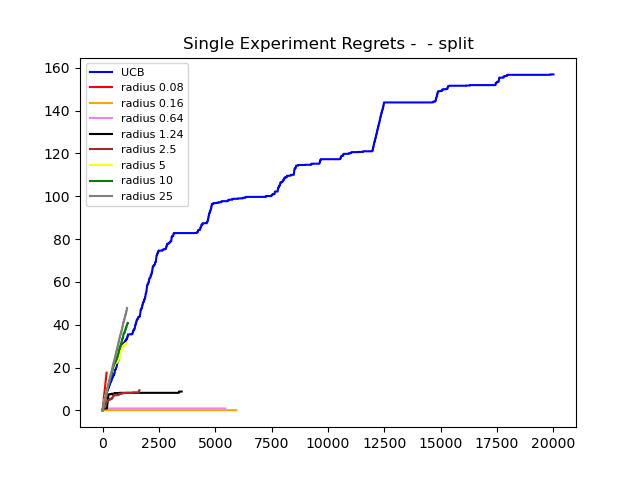 Single Experiment Regrets -  - split
UCB
radius 0.08
radius 0.16
radius 0.64
radius 1.24
radius 2.5
radius 5
radius 10
radius 25
160
140
120
100
80
60
40
20
0
0 2500 5000 7500 10000 12500 15000 17500 20000